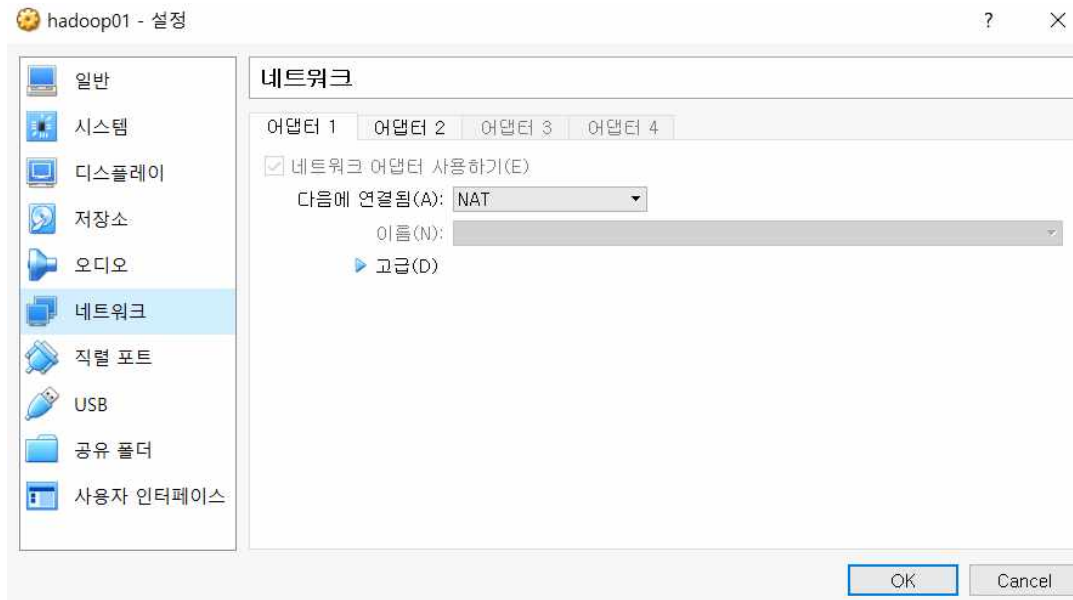 hadoop01 - 설정
?
일반
시스템
디스플레이
저장소
오디오
네트워크
직렬 포트
USB
공유 폴더
사용자 인터페이스
네트워크
어댑터 1 어댑터 2 어댑터 3 어댑터 4
네트워크 어댑터 사용하기(E)
다음에 연결됨(A): NAT
이름(N):
고급(D)
OK Cancel